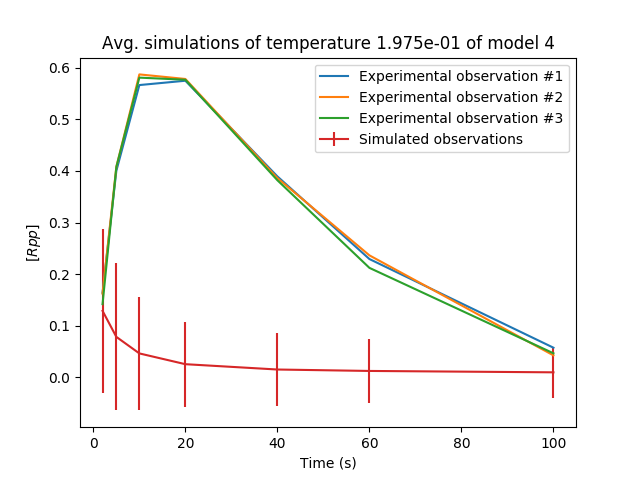 Avg. simulations of temperature 1.975e-01 of model 4
Experimental observation #1
Experimental observation #2
Experimental observation #3
Simulated observations
0.6
0.5
0.4
0.3
0.2
0.1
0.0
[Rpp]
0 20 40 60 80 100
Time (s)